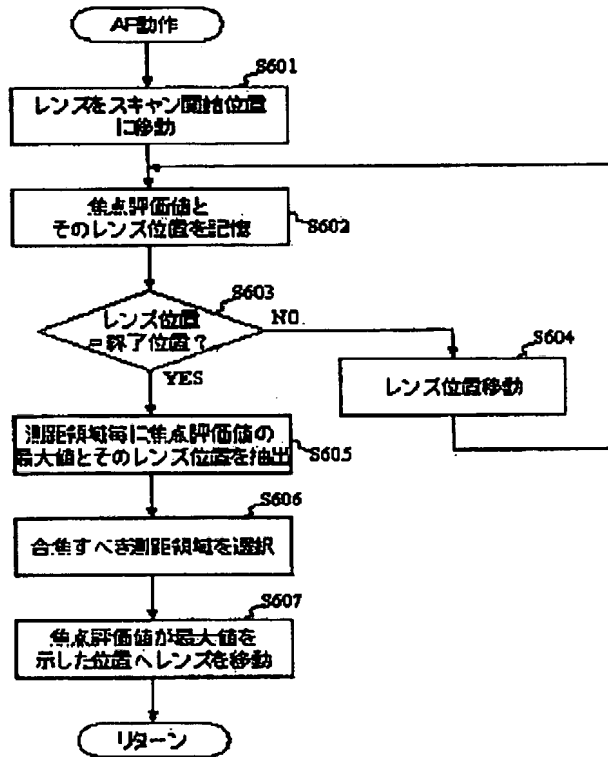 AF動作
S601
レンズをスキャン開始位置
に移動
焦点評価値と
そのレンズ位置を記憶
S602
S603
レンズ位置
=終了位置?
NO
S604
レンズ位置移動
YES
測距領域毎に焦点評価値の
最大値とそのレンズ位置を抽出
S605
S606
合焦すべき測距領域を選択
S607
焦点評価値が最大値を
示した位置へレンズを移動
リターン